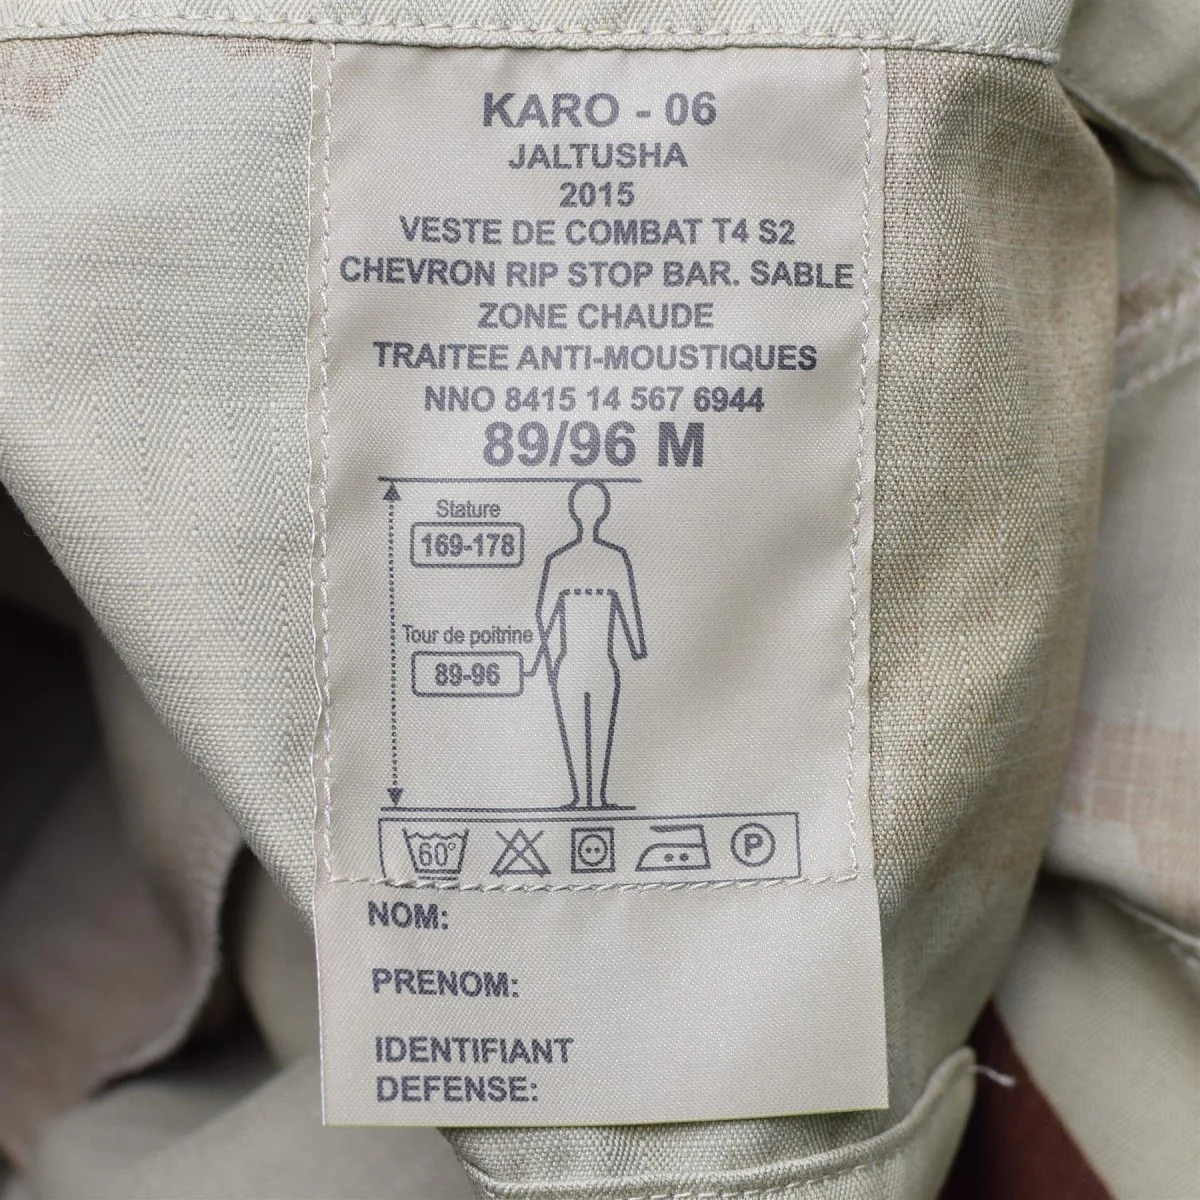 KARO - 06
JALTUSHA
2015
VESTE DE COMBAT T4 S2
CHEVRON RIP STOP BAR. SABLE
ZONE CHAUDE
TRAITEE ANTI-MOUSTIQUES
NNO 8415 14 567 6944
89/96 M
Stature
169-178
Tour de poitrine
89-96
60°
P
NOM:
PRENOM:
IDENTIFIANT
DEFENSE: